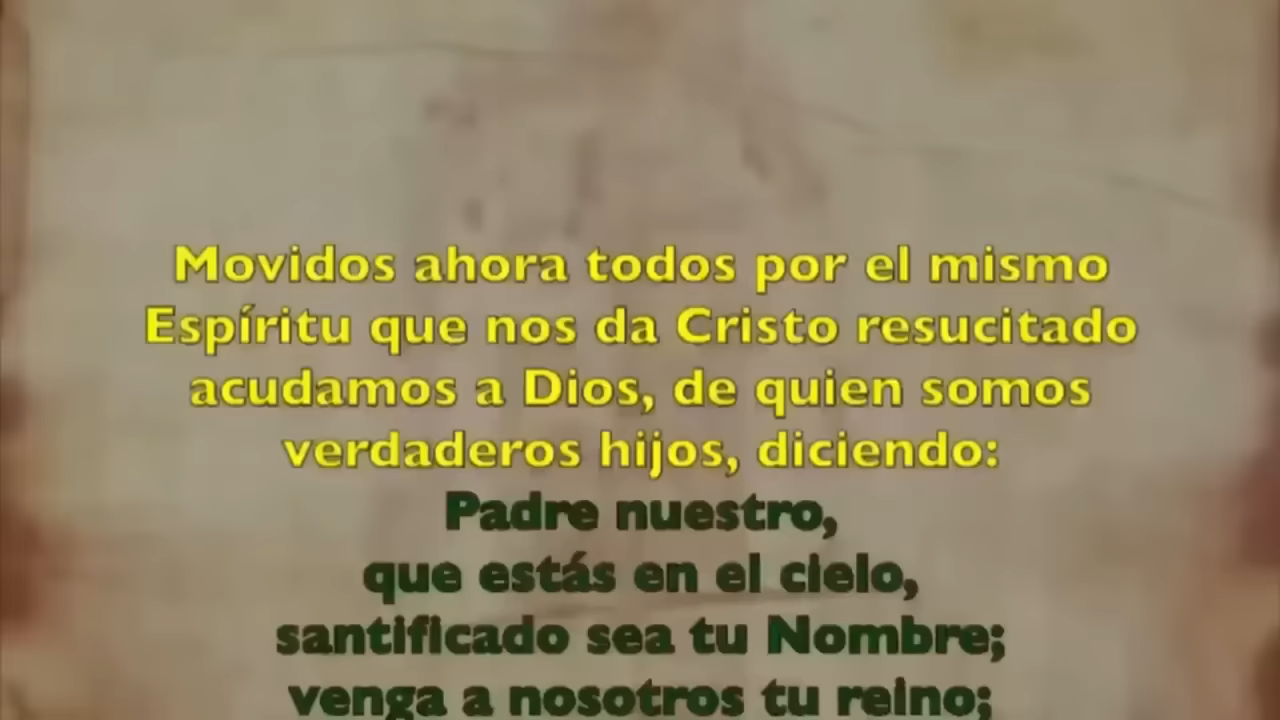 Movidos ahora todos por el mismo
Espíritu que nos da Cristo resucitado
acudamos a Dios, de quien somos
verdaderos hijos, diciendo:
Padre nuestro,
que estás en el cielo,
santificado sea tu Nombre;
venga a nosotros tu reino;